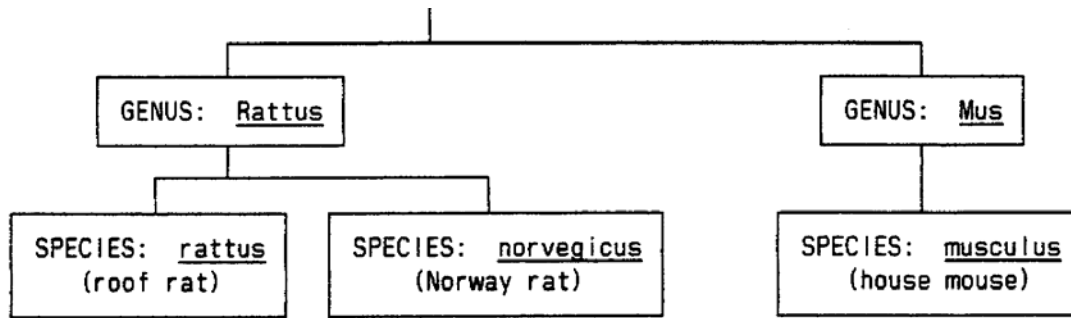 GENUS: Rattus
GENUS: Mus
SPECIES: rattus
(roof rat)
SPECIES: norvegicus
(Norway rat)
SPECIES: musculus
(house mouse)